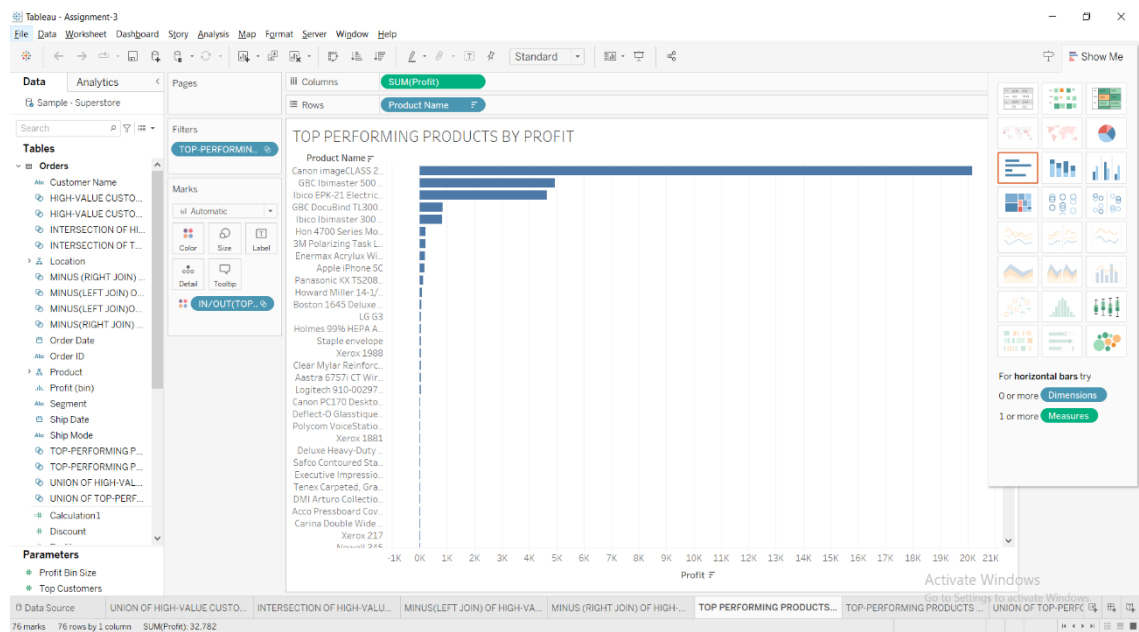 Tableau - Assignment-3
File Data Worksheet Dashboard Story Analysis Map Format Server Window Help
Standard
Show Me
Data Analytics
Sample - Superstore
Search
Tables
Orders
Abc Customer Name
HIGH-VALUE CUSTO...
HIGH-VALUE CUSTO...
INTERSECTION OF HI...
INTERSECTION OF T...
Location
MINUS (RIGHT JOIN) ...
MINUS(LEFT JOIN) O...
MINUS(LEFT JOIN)O...
MINUS(RIGHT JOIN) ...
Order Date
Abc Order ID
Product
Profit (bin)
Abc Segment
Ship Date
Abc Ship Mode
TOP-PERFORMING P...
TOP-PERFORMING P...
UNION OF HIGH-VAL...
UNION OF TOP-PERF...
=# Calculation1
# Discount
Parameters
# Profit Bin Size
# Top Customers
Pages
Filters
TOP-PERFORMIN..
Marks
Automatic
Color Size Label
Detail Tooltip
IN/OUT(TOP..
Columns SUM(Profit)
Rows Product Name
TOP PERFORMING PRODUCTS BY PROFIT
Product Name
Canon imageCLASS 2..
GBC Ibimaster 500 ..
Ibico EPK-21 Electric..
GBC DocuBind TL300..
Ibico Ibimaster 300 ..
Hon 4700 Series Mo..
3M Polarizing Task L..
Enermax Acrylux Wi..
Apple iPhone 5C
Panasonic KX TS208..
Howard Miller 14-1/..
Boston 1645 Deluxe ..
LG G3
Holmes 99% HEPA A..
Staple envelope
Xerox 1988
Clear Mylar Reinforc..
Aastra 6757i CT Wir..
Logitech 910-00297..
Canon PC170 Deskto..
Deflect-O Glasstique..
Polycom VoiceStatio..
Xerox 1881
Deluxe Heavy-Duty ..
Safco Contoured Sta..
Executive Impressio..
Tenex Carpeted, Gra..
DMI Arturo Collectio..
Acco Pressboard Cov..
Carina Double Wide ..
Xerox 217
Newell 345
-1K 0K 1K 2K 3K 4K 5K 6K 7K 8K 9K 10K 11K 12K 13K 14K 15K 16K 17K 18K 19K 20K 21K
Profit
For horizontal bars try
0 or more Dimensions
1 or more Measures
Activate Windows
Go to Settings to activate Windows.
Data Source UNION OF HIGH-VALUE CUSTO... INTERSECTION OF HIGH-VALU... MINUS(LEFT JOIN) OF HIGH-VA... MINUS (RIGHT JOIN) OF HIGH-... TOP PERFORMING PRODUCTS... TOP-PERFORMING PRODUCTS ... UNION OF TOP-PERFO
76 marks 76 rows by 1 column SUM(Profit): 32.782